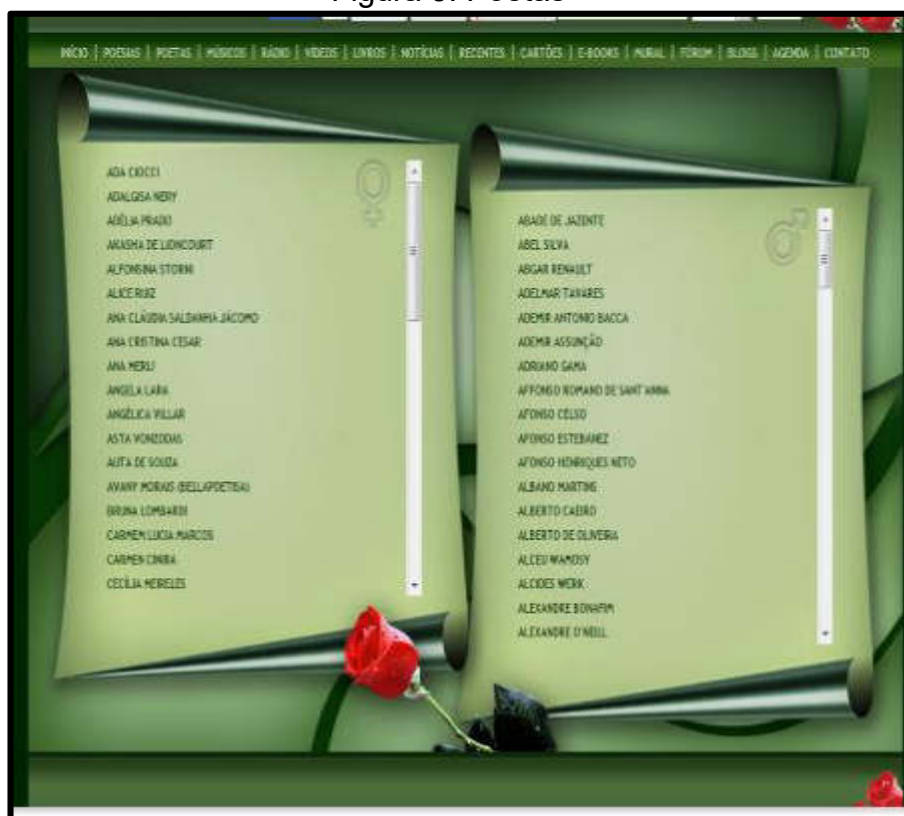 INÍCIO | POESIAS | POETAS | MÚSICOS | RÁDIO | VÍDEOS | LIVROS | NOTÍCIAS | RECENTES | CARTÕES | E-BOOKS | MURAL | FÓRUM | BLOGS | AGENDA | CONTATO
ADA CIOCCI
ADALGISA NERY
ADÉLIA PRADO
AKASHA DE LIONCOURT
ALFONSINA STORNI
ALICE RUIZ
ANA CLÁUDIA SALDANHA JÁCOMO
ANA CRISTINA CESAR
ANA MERLI
ANGELA LARA
ANGÉLICA VILLAR
ASTA VONZODAS
AUTA DE SOUZA
AVANY MORAIS (BELLAPOETISA)
BRUNA LOMBARDI
CARMEM LUCIA MARCOS
CARMEN CINIRA
CECÍLIA MEIRELES
ABADE DE JAZENTE
ABEL SILVA
ABGAR RENAULT
ADELMAR TAVARES
ADEMIR ANTONIO BACCA
ADEMIR ASSUNÇÃO
ADRIANO GAMA
AFFONSO ROMANO DE SANT'ANNA
AFONSO CELSO
AFONSO ESTEBANEZ
AFONSO HENRIQUES NETO
ALBANO MARTINS
ALBERTO CAEIRO
ALBERTO DE OLIVEIRA
ALCEU WAMOSY
ALCIDES WERK
ALEXANDRE BONAFIM
ALEXANDRE O'NEILL